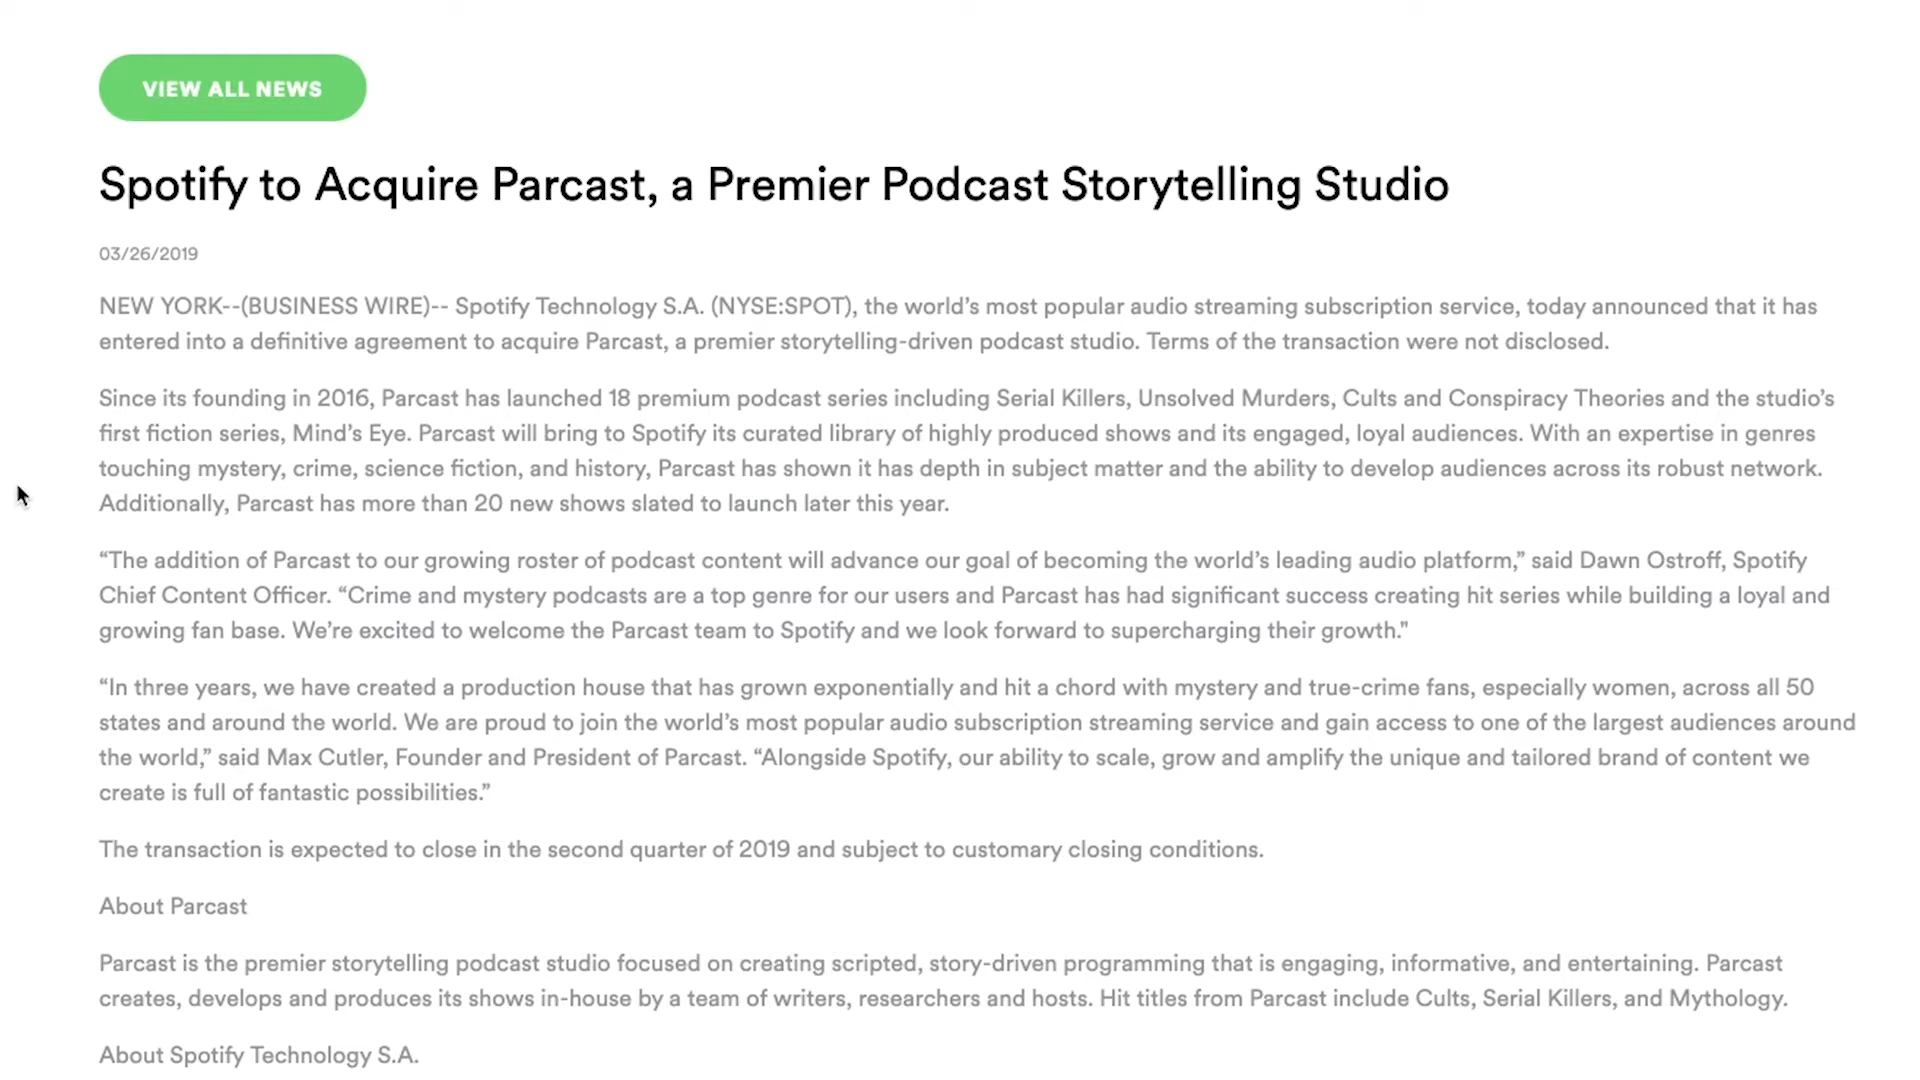 VIEW ALL NEWS
Spotify to Acquire Parcast, a Premier Podcast Storytelling Studio
03/26/2019
NEW YORK--(BUSINESS WIRE)-- Spotify Technology S.A. (NYSE:SPOT), the world’s most popular audio streaming subscription service, today announced that it has
entered into a definitive agreement to acquire Parcast, a premier storytelling-driven podcast studio. Terms of the transaction were not disclosed.
Since its founding in 2016, Parcast has launched 18 premium podcast series including Serial Killers, Unsolved Murders, Cults and Conspiracy Theories and the studio’s
first fiction series, Mind’s Eye. Parcast will bring to Spotify its curated library of highly produced shows and its engaged, loyal audiences. With an expertise in genres
touching mystery, crime, science fiction, and history, Parcast has shown it has depth in subject matter and the ability to develop audiences across its robust network.
Additionally, Parcast has more than 20 new shows slated to launch later this year.
“The addition of Parcast to our growing roster of podcast content will advance our goal of becoming the world’s leading audio platform,” said Dawn Ostroff, Spotify
Chief Content Officer. “Crime and mystery podcasts are a top genre for our users and Parcast has had significant success creating hit series while building a loyal and
growing fan base. We’re excited to welcome the Parcast team to Spotify and we look forward to supercharging their growth."
“In three years, we have created a production house that has grown exponentially and hit a chord with mystery and true-crime fans, especially women, across all 50
states and around the world. We are proud to join the world’s most popular audio subscription streaming service and gain access to one of the largest audiences around
the world,” said Max Cutler, Founder and President of Parcast. “Alongside Spotify, our ability to scale, grow and amplify the unique and tailored brand of content we
create is full of fantastic possibilities.”
The transaction is expected to close in the second quarter of 2019 and subject to customary closing conditions.
About Parcast
Parcast is the premier storytelling podcast studio focused on creating scripted, story-driven programming that is engaging, informative, and entertaining. Parcast
creates, develops and produces its shows in-house by a team of writers, researchers and hosts. Hit titles from Parcast include Cults, Serial Killers, and Mythology.
About Spotify Technology S.A.